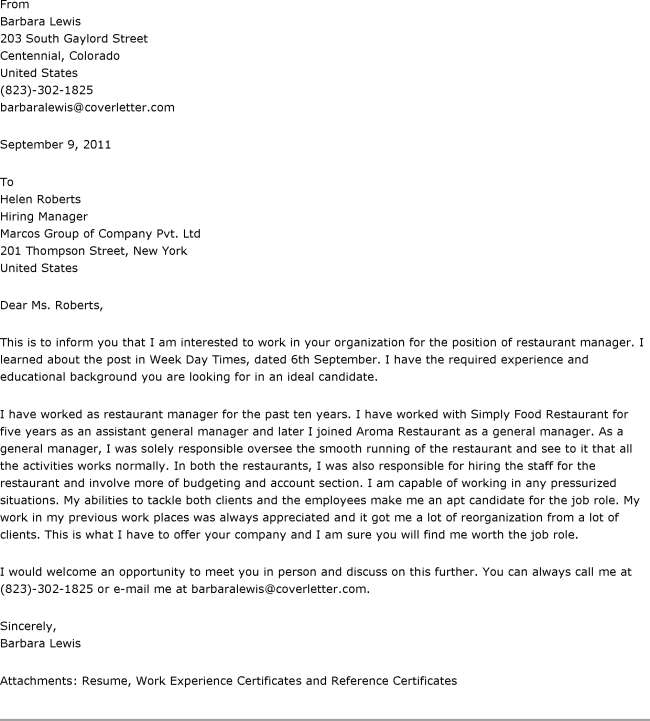 From
Barbara Lewis
203 South Gaylord Street
Centennial, Colorado
United States
(823)-302-1825
barbaralewis@coverletter.com
September 9, 2011
To
Helen Roberts
Hiring Manager
Marcos Group of Company Pvt. Ltd
201 Thompson Street, New York
United States
Dear Ms. Roberts,
This is to inform you that I am interested to work in your organization for the position of restaurant manager. I
learned about the post in Week Day Times, dated 6th September. I have the required experience and
educational background you are looking for in an ideal candidate.
I have worked as restaurant manager for the past ten years. I have worked with Simply Food Restaurant for
five years as an assistant general manager and later I joined Aroma Restaurant as a general manager. As a
general manager, I was solely responsible oversee the smooth running of the restaurant and see to it that all
the activities works normally. In both the restaurants, I was also responsible for hiring the staff for the
restaurant and involve more of budgeting and account section. I am capable of working in any pressurized
situations. My abilities to tackle both clients and the employees make me an apt candidate for the job role. My
work in my previous work places was always appreciated and it got me a lot of reorganization from a lot of
clients. This is what I have to offer your company and I am sure you will find me worth the job role.
I would welcome an opportunity to meet you in person and discuss on this further. You can always call me at
(823)-302-1825 or e-mail me at barbaralewis@coverletter.com.
Sincerely,
Barbara Lewis
Attachments: Resume, Work Experience Certificates and Reference Certificates